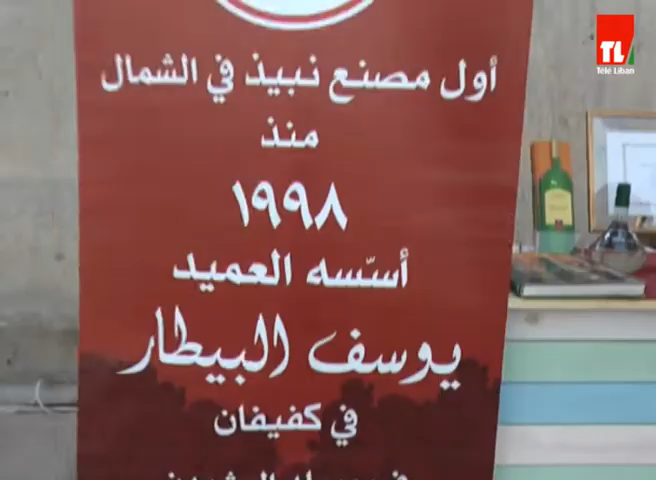 TL
Télé Liban
أول مصنع نبيذ في الشمال
منذ
١٩٩٨
أسّسه العميد
يوسف البيطار
في كفيفان